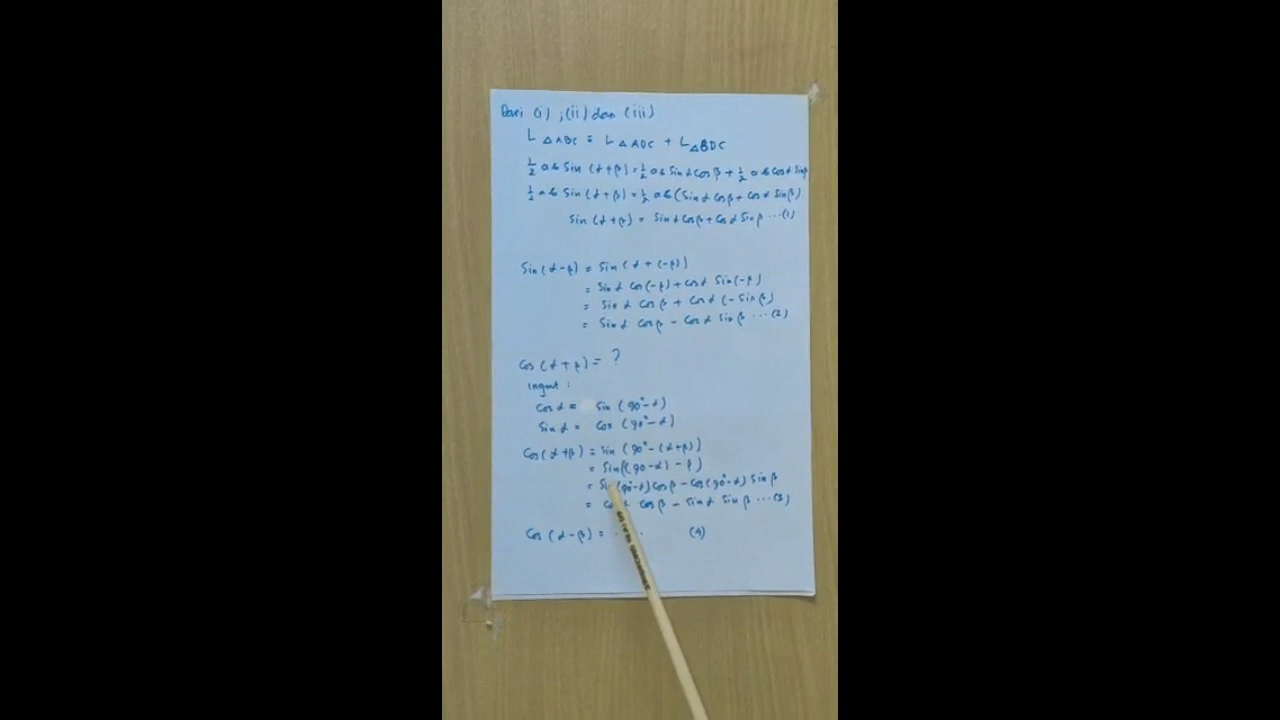 Dari (i) ; (ii) dan (iii)
L △ABC = L △ADC + L △BDC
½ ab Sin (α+β) = ½ ab Sin α Cos β + ½ ab Cos α Sin β
½ ab Sin (α+β) = ½ ab (Sin α Cos β + Cos α Sin β)
Sin (α+β) = Sin α Cos β + Cos α Sin β ...(1)
Sin (α-β) = Sin (α + (-β))
= Sin α Cos (-β) + Cos α Sin (-β)
= Sin α Cos β + Cos α (-Sin β)
= Sin α Cos β - Cos α Sin β ...(2)
Cos (α+β) = ?
Ingat :
Cos α = Sin (90°-α)
Sin α = Cos (90°-α)
Cos (α+β) = Sin (90°-(α+β))
= Sin ((90-α) - β)
= Sin (90°-α) Cos β - Cos (90°-α) Sin β
= Cos α Cos β - Sin α Sin β ...(3)
Cos (α-β) = . . . (4)